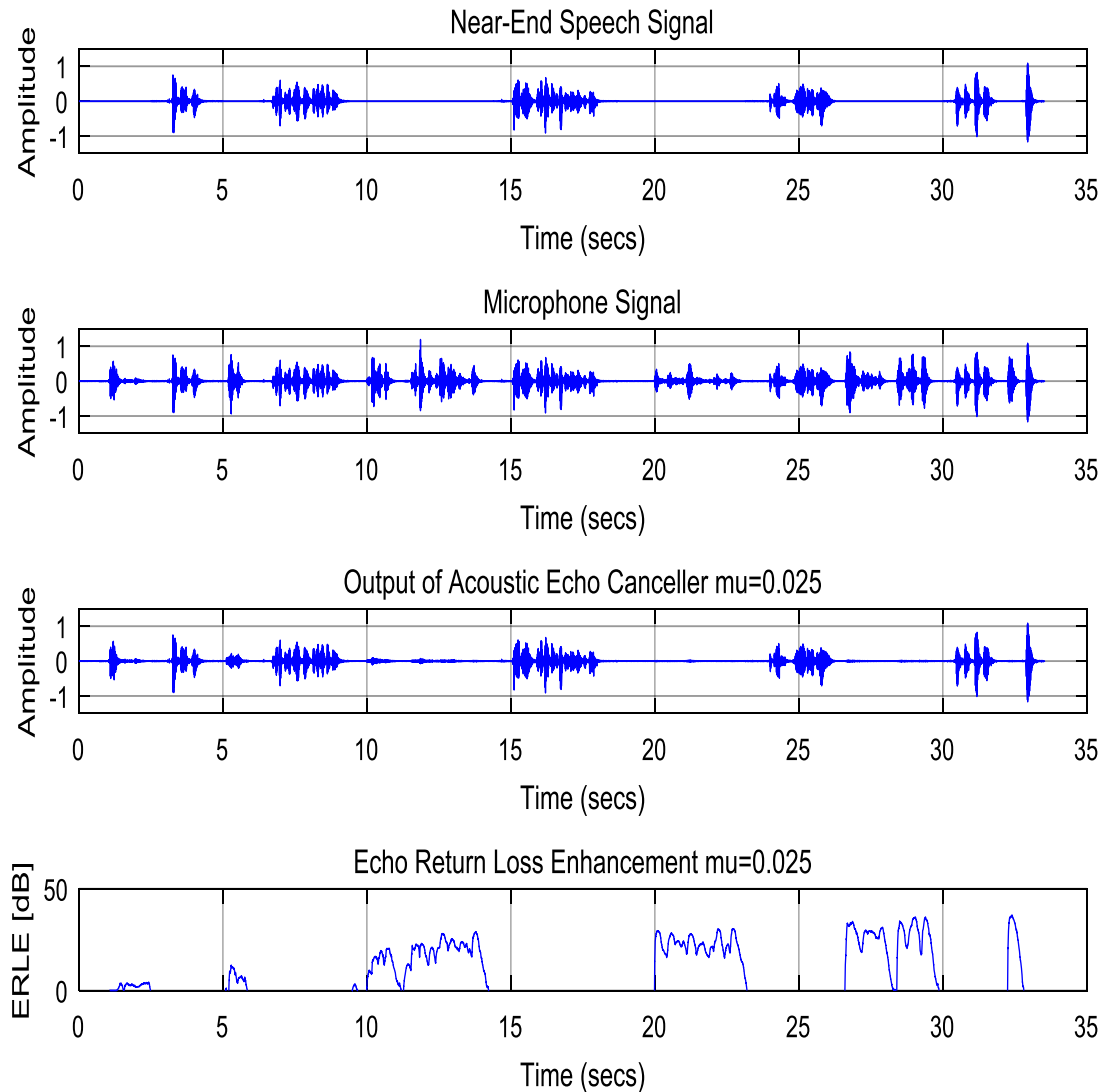 Near-End Speech Signal
Amplitude
1
0
-1
0 5 10 15 20 25 30 35
Time (secs)
Microphone Signal
Amplitude
1
0
-1
0 5 10 15 20 25 30 35
Time (secs)
Output of Acoustic Echo Canceller mu=0.025
Amplitude
1
0
-1
0 5 10 15 20 25 30 35
Time (secs)
Echo Return Loss Enhancement mu=0.025
ERLE [dB]
50
0
0 5 10 15 20 25 30 35
Time (secs)